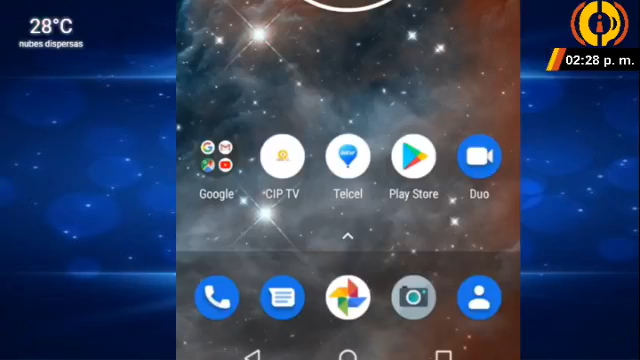 28°C
nubes dispersas
02:28 p. m.
Google
CIP TV
Telcel
Play Store
Duo